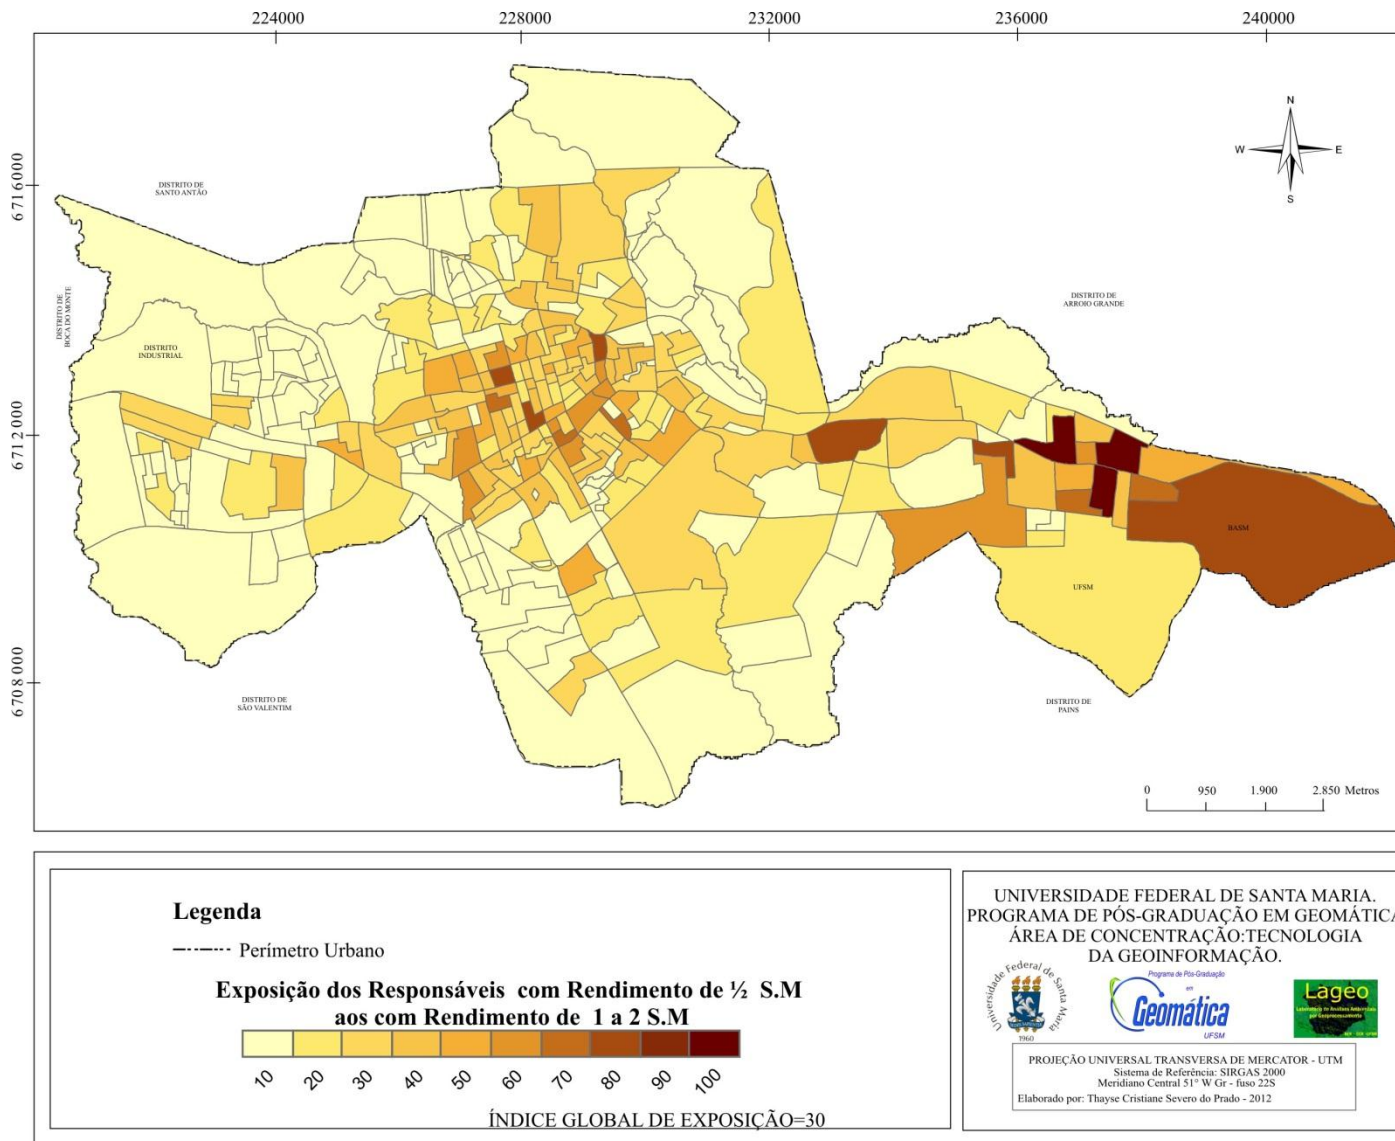 224000
228000
232000
236000
240000
6716000
6712000
6708000
N
W
E
S
DISTRITO DE
SANTO ANTÃO
DISTRITO DE
BOCA DO MONTE
DISTRITO
INDUSTRIAL
DISTRITO DE
ARROIO GRANDE
BASM
UFSM
DISTRITO DE
SÃO VALENTIM
DISTRITO DE
PAINS
0 950 1.900 2.850 Metros
Legenda
Perímetro Urbano
Exposição dos Responsáveis com Rendimento de ½ S.M
aos com Rendimento de 1 a 2 S.M
10 20 30 40 50 60 70 80 90 100
ÍNDICE GLOBAL DE EXPOSIÇÃO=30
UNIVERSIDADE FEDERAL DE SANTA MARIA.
PROGRAMA DE PÓS-GRADUAÇÃO EM GEOMÁTICA
ÁREA DE CONCENTRAÇÃO:TECNOLOGIA
DA GEOINFORMAÇÃO.
Universidade Federal de Santa Maria
1960
Programa de Pós-Graduação
em
Geomática
UFSM
Lageo
PROJEÇÃO UNIVERSAL TRANSVERSA DE MERCATOR - UTM
Sistema de Referência: SIRGAS 2000
Meridiano Central 51° W Gr - fuso 22S
Elaborado por: Thayse Cristiane Severo do Prado - 2012